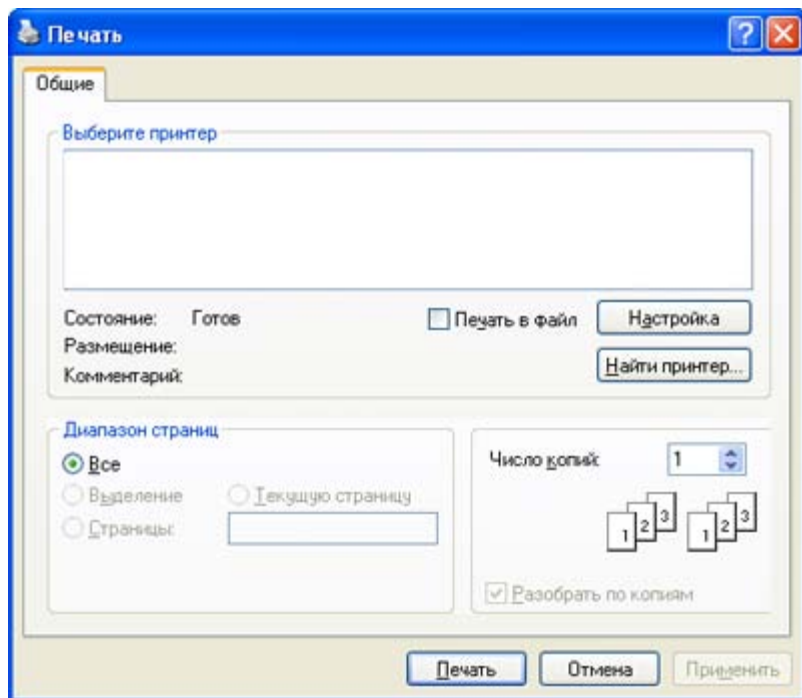 Печать
Общие
Выберите принтер
Состояние: Готов
Печать в файл
Настройка
Размещение:
Комментарий:
Найти принтер...
Диапазон страниц
Все
Выделение
Текущую страницу
Страницы:
Число копий:
1
1 2 3 1 2 3
Разобрать по копиям
Печать
Отмена
Применить